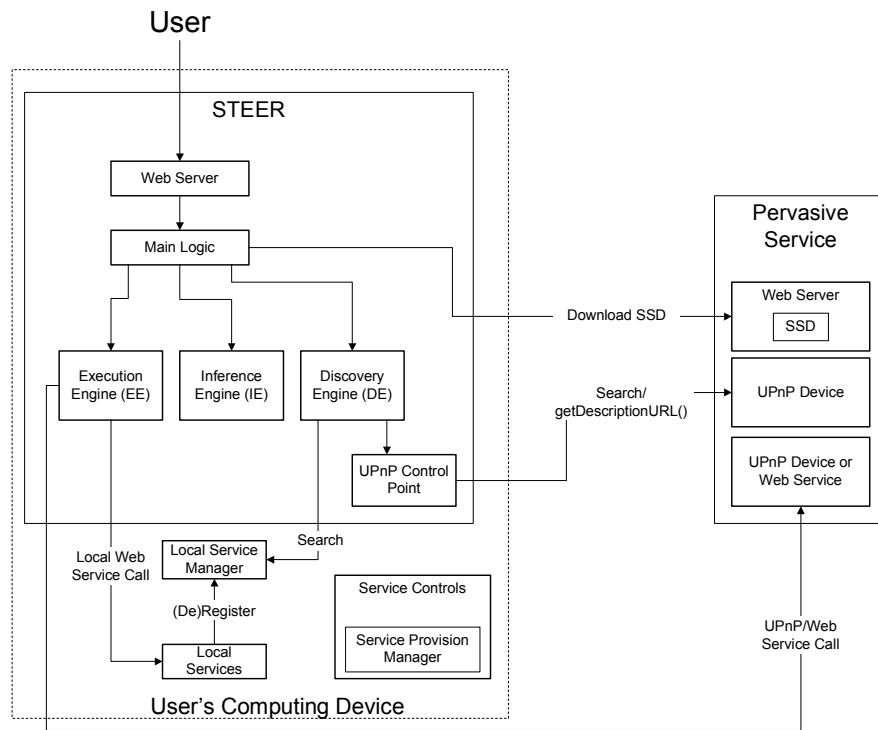 User
STEER
Web Server
Main Logic
Execution
Engine (EE)
Inference
Engine (IE)
Discovery
Engine (DE)
UPnP Control
Point
Download SSD
Search/
getDescriptionURL()
Pervasive
Service
Web Server
SSD
UPnP Device
UPnP Device or
Web Service
Local Web
Service Call
Search
Local Service
Manager
(De)Register
Local
Services
Service Controls
Service Provision
Manager
UPnP/Web
Service Call
User's Computing Device